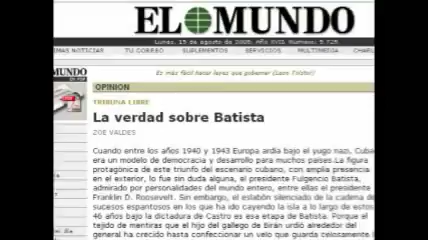 EL MUNDO
Lunes, 15 de agosto de 2005. Año XVII. Número: 5.725.
IMAS NOTICIAS TU CORREO SUPLEMENTOS SERVICIOS MULTIMEDIA CHARL
MUNDO
Es más fácil hacer leyes que gobernar (Leon Tolstoi)
PDF
OPINION
TRIBUNA LIBRE
La verdad sobre Batista
ZOE VALDES
Cuando entre los años 1940 y 1943 Europa ardía bajo el yugo nazi, Cuba
era un modelo de democracia y desarrollo para muchos países.La figura
protagónica de este triunfo del escenario cubano, con amplia presencia
en el exterior, lo fue sin duda alguna, el presidente Fulgencio Batista,
admirado por personalidades del mundo entero, entre ellas el presidente
Franklin D. Roosevelt. Sin embargo, el eslabón silenciado de la cadena d
sucesos espantosos en los que ha ido cayendo la isla a lo largo de estos
46 años bajo la dictadura de Castro es esa etapa de Batista. Porque el
tejido de mentiras que el hijo del gallego de Birán urdió alrededor del
general ha crecido hasta confeccionar un velo que guarda celosamente l